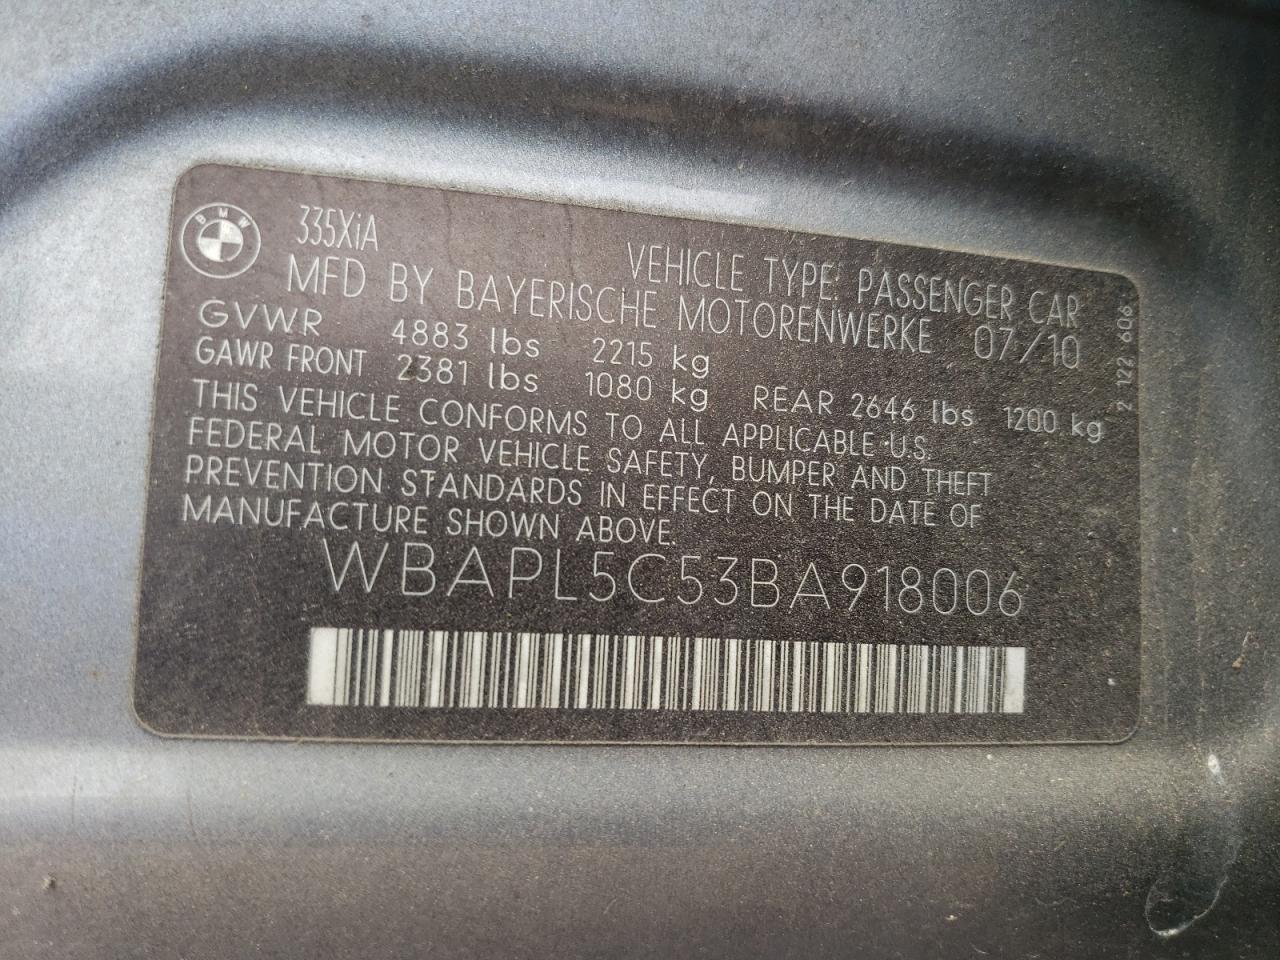 BMW
335XiA
VEHICLE TYPE: PASSENGER CAR
MFD BY BAYERISCHE MOTORENWERKE 07/10
GVWR 4883 lbs 2215 kg
GAWR FRONT 2381 lbs 1080 kg REAR 2646 lbs 1200 kg
THIS VEHICLE CONFORMS TO ALL APPLICABLE U.S.
FEDERAL MOTOR VEHICLE SAFETY, BUMPER AND THEFT
PREVENTION STANDARDS IN EFFECT ON THE DATE OF
MANUFACTURE SHOWN ABOVE.
WBAPL5C53BA918006
2 122 606